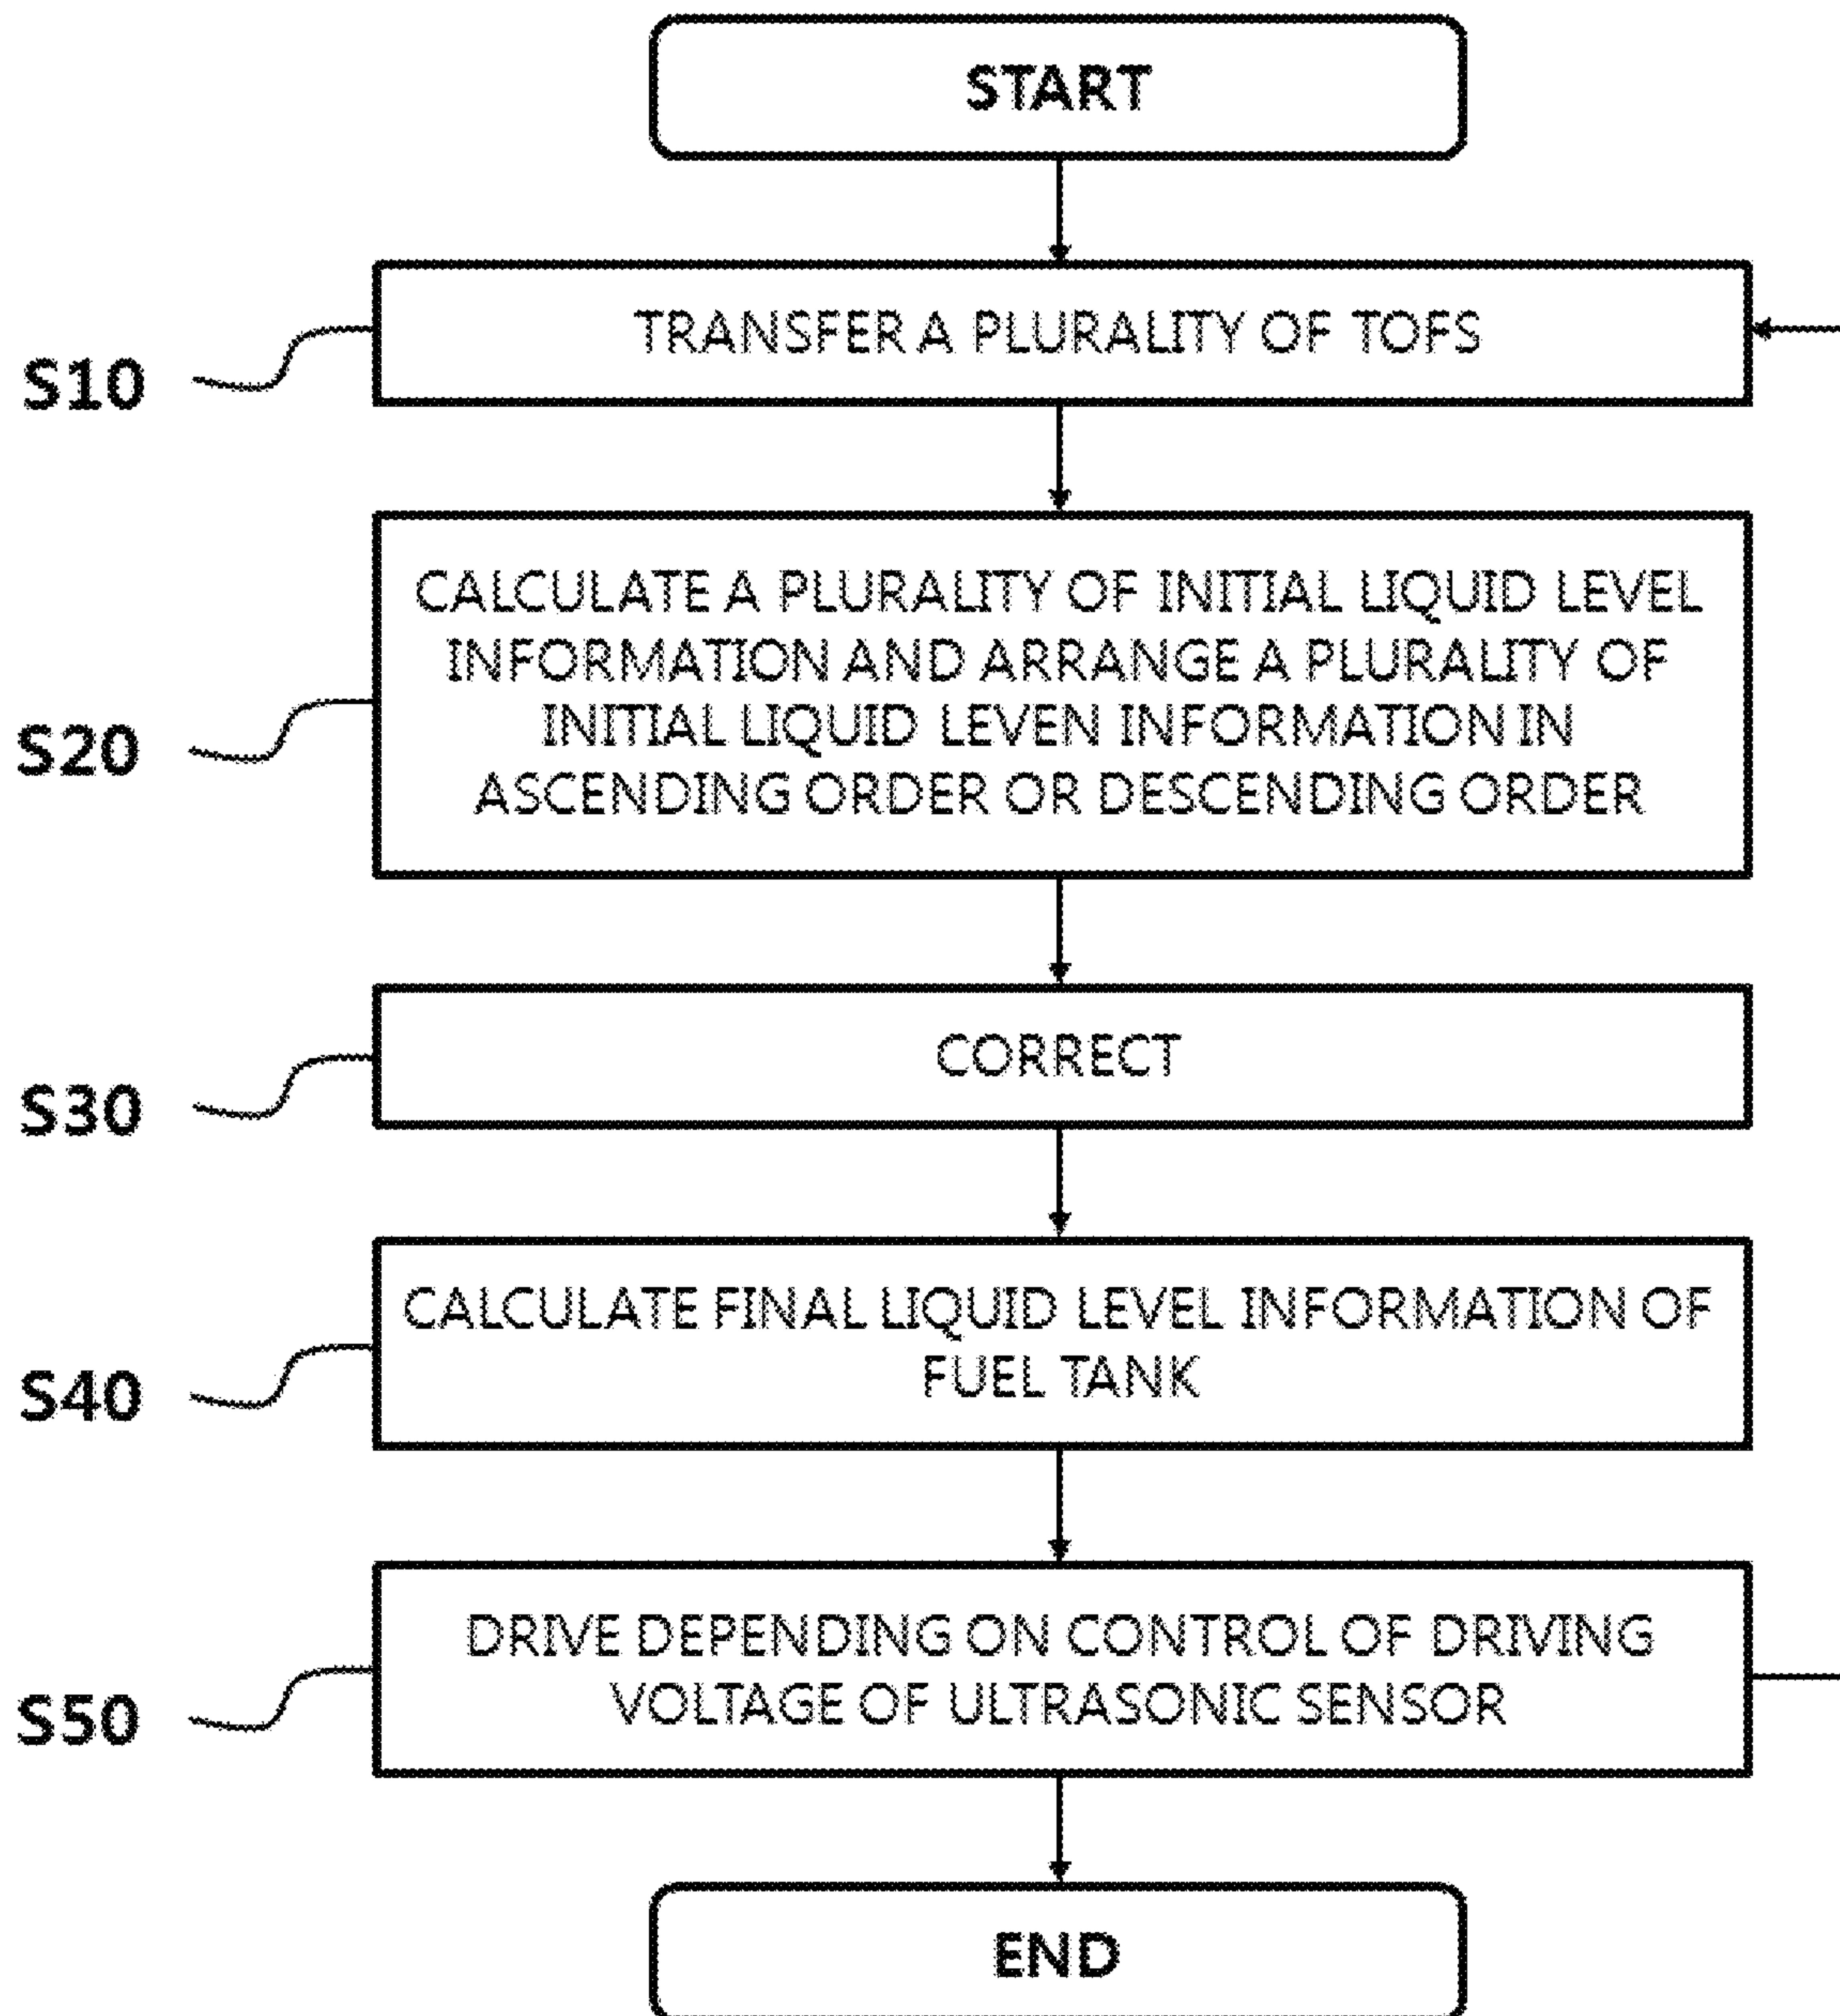 START
S10
TRANSFER A PLURALITY OF TOFS
S20
CALCULATE A PLURALITY OF INITIAL LIQUID LEVEL
INFORMATION AND ARRANGE A PLURALITY OF
INITIAL LIQUID LEVEN INFORMATION IN
ASCENDING ORDER OR DESCENDING ORDER
S30
CORRECT
S40
CALCULATE FINAL LIQUID LEVEL INFORMATION OF
FUEL TANK
S50
DRIVE DEPENDING ON CONTROL OF DRIVING
VOLTAGE OF ULTRASONIC SENSOR
END